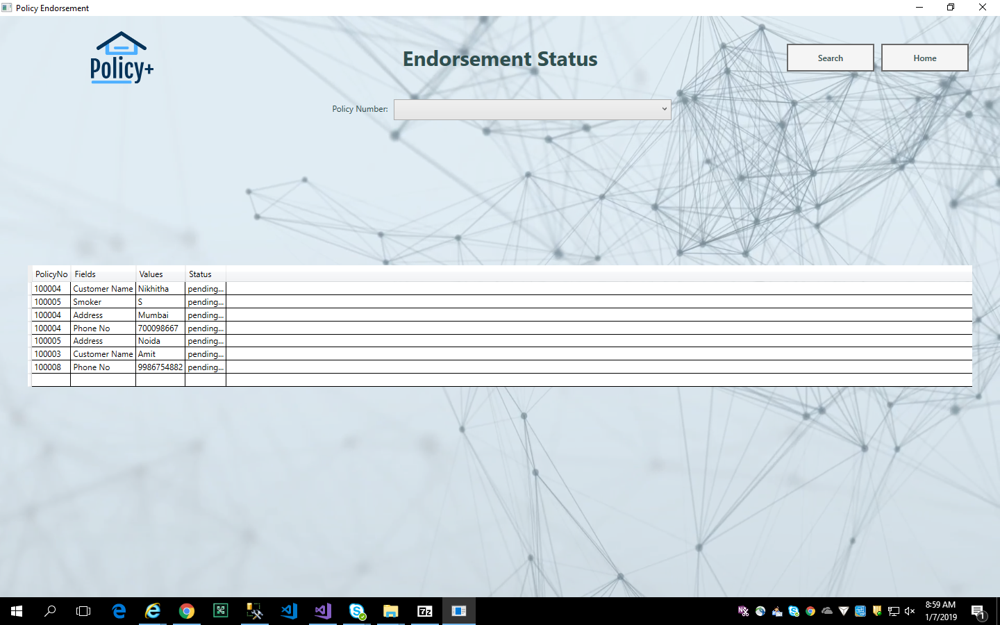 Policy Endorsement
Policy+
Endorsement Status
Search
Home
Policy Number:
PolicyNo Fields Values Status
100004 Customer Name Nikhitha pending...
100005 Smoker S pending...
100004 Address Mumbai pending...
100004 Phone No 700098667 pending...
100005 Address Noida pending...
100003 Customer Name Amit pending...
100008 Phone No 9986754882 pending...
7z
8:59 AM
1/7/2019
1